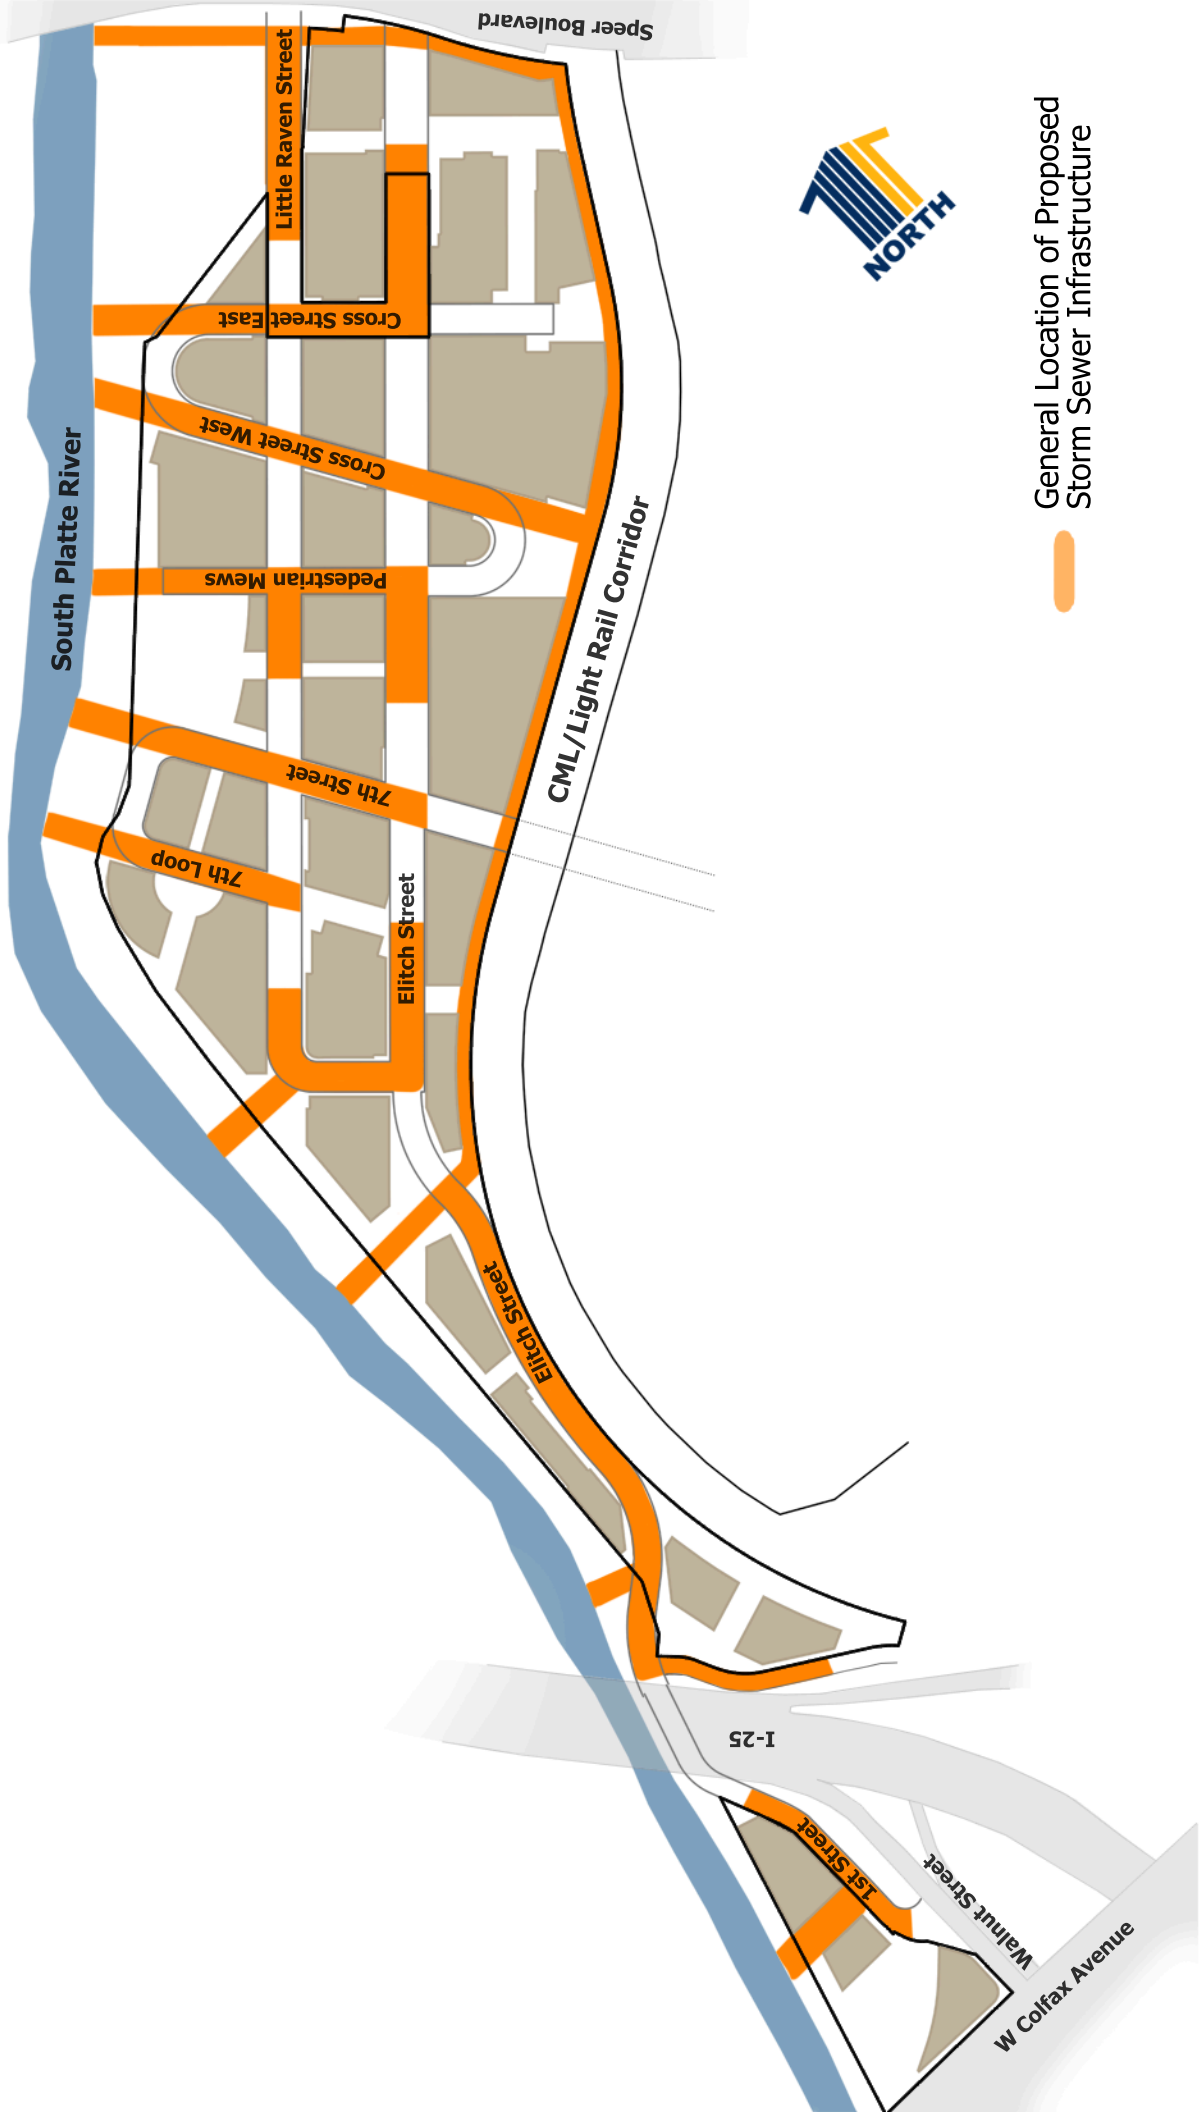 Speer Boulevard
Little Raven Street
NORTH
General Location of Proposed
Storm Sewer Infrastructure
Cross Street East
Cross Street West
South Platte River
Pedestrian Mews
CML/Light Rail Corridor
7th Street
7th Loop
Elitch Street
Elitch Street
I-25
1st Street
Walnut Street
W Colfax Avenue